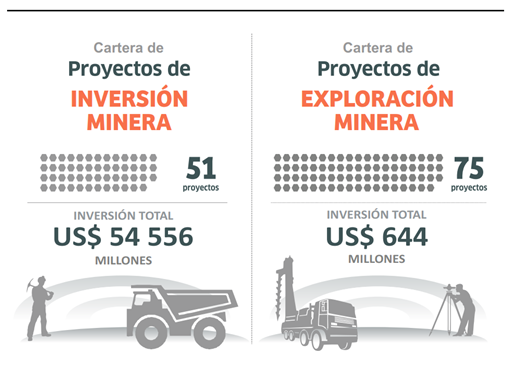 Cartera de
Proyectos de
INVERSIÓN
MINERA
51
proyectos
INVERSIÓN TOTAL
US$ 54 556
MILLONES
Cartera de
Proyectos de
EXPLORACIÓN
MINERA
75
proyectos
INVERSIÓN TOTAL
US$ 644
MILLONES